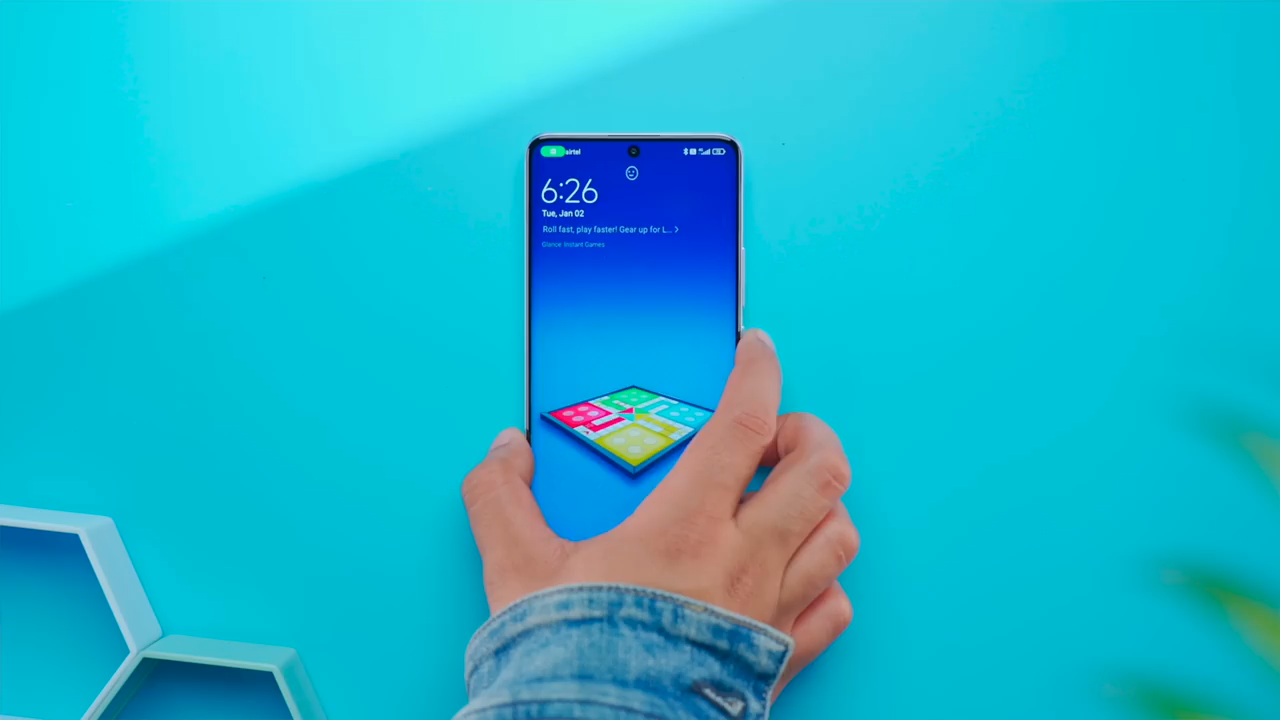 airtel
6:26
Tue, Jan 02
Roll fast, play faster! Gear up for L...
Glance Instant Games